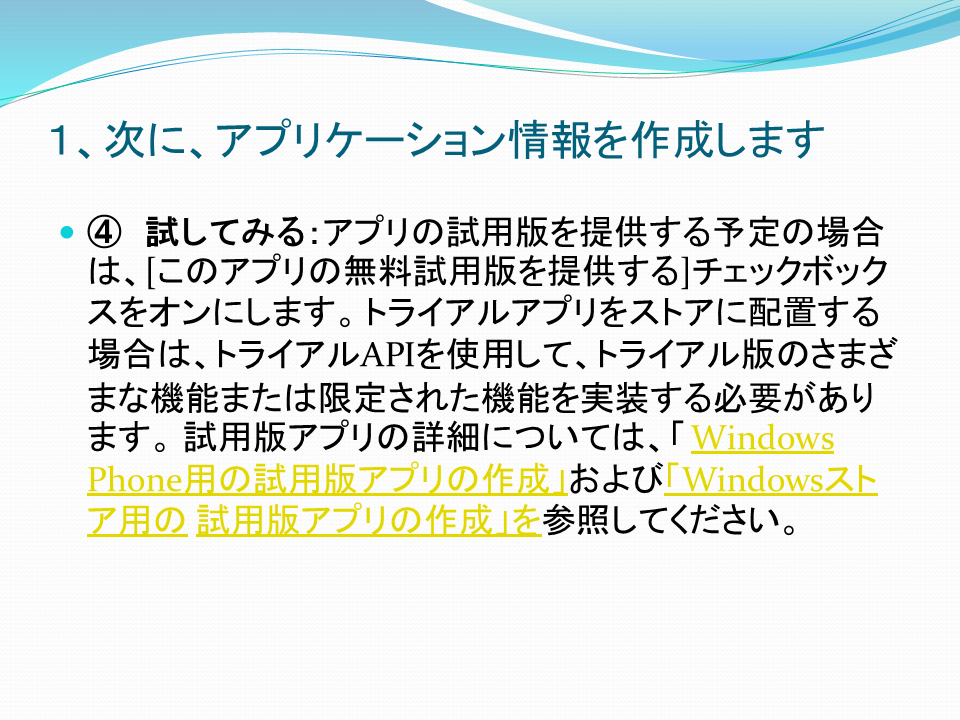 １、次に、アプリケーション情報を作成します
• ④　試してみる：アプリの試用版を提供する予定の場合
は、[このアプリの無料試用版を提供する]チェックボック
スをオンにします。トライアルアプリをストアに配置する
場合は、トライアルAPIを使用して、トライアル版のさまざ
まな機能または限定された機能を実装する必要があり
ます。 試用版アプリの詳細については、「 Windows
Phone用の試用版アプリの作成」および「 Windowsスト
ア用の 試用版アプリの作成」を参照してください。